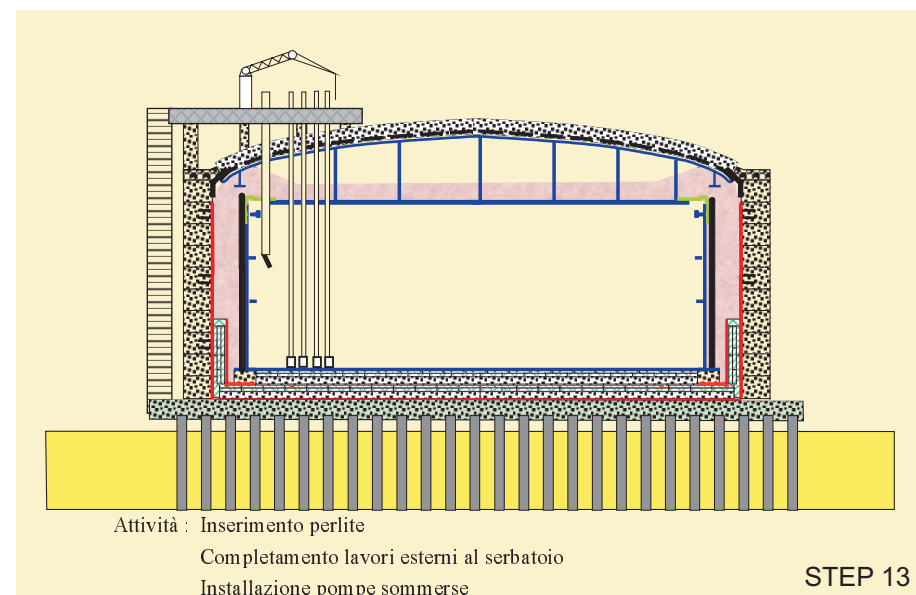 Attività : Inserimento perlite
Completamento lavori esterni al serbatoio
Installazione pompe sommerse
STEP 13